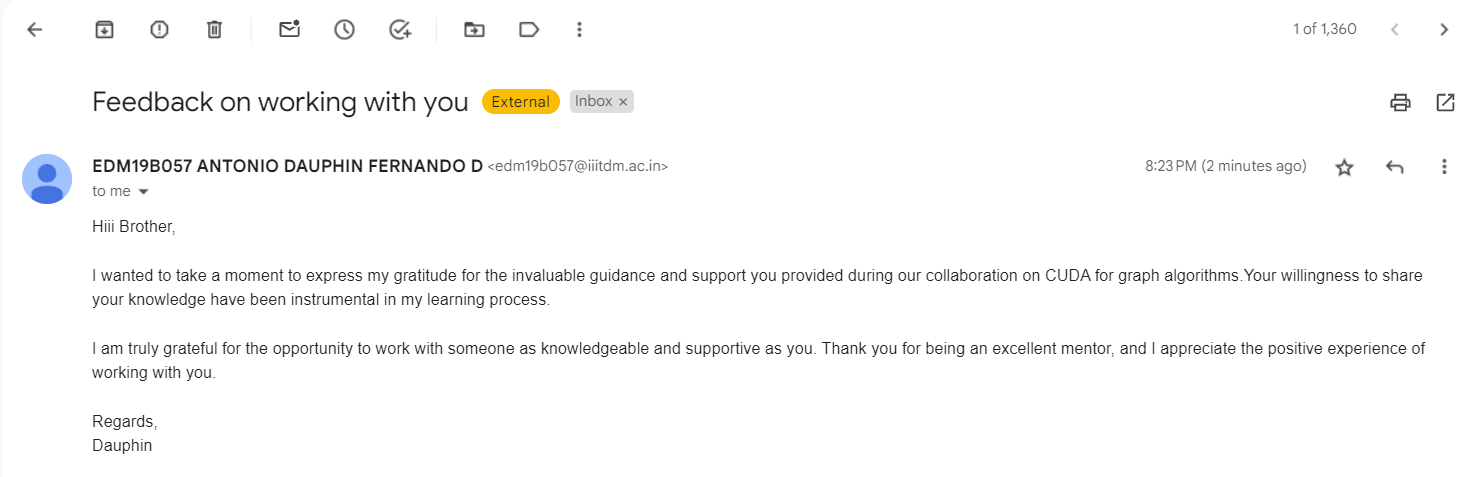 1 of 1,360
Feedback on working with you External Inbox ×
EDM19B057 ANTONIO DAUPHIN FERNANDO D <edm19b057@iiitdm.ac.in> 8:23 PM (2 minutes ago)
to me
Hiii Brother,
I wanted to take a moment to express my gratitude for the invaluable guidance and support you provided during our collaboration on CUDA for graph algorithms.Your willingness to share
your knowledge have been instrumental in my learning process.
I am truly grateful for the opportunity to work with someone as knowledgeable and supportive as you. Thank you for being an excellent mentor, and I appreciate the positive experience of
working with you.
Regards,
Dauphin